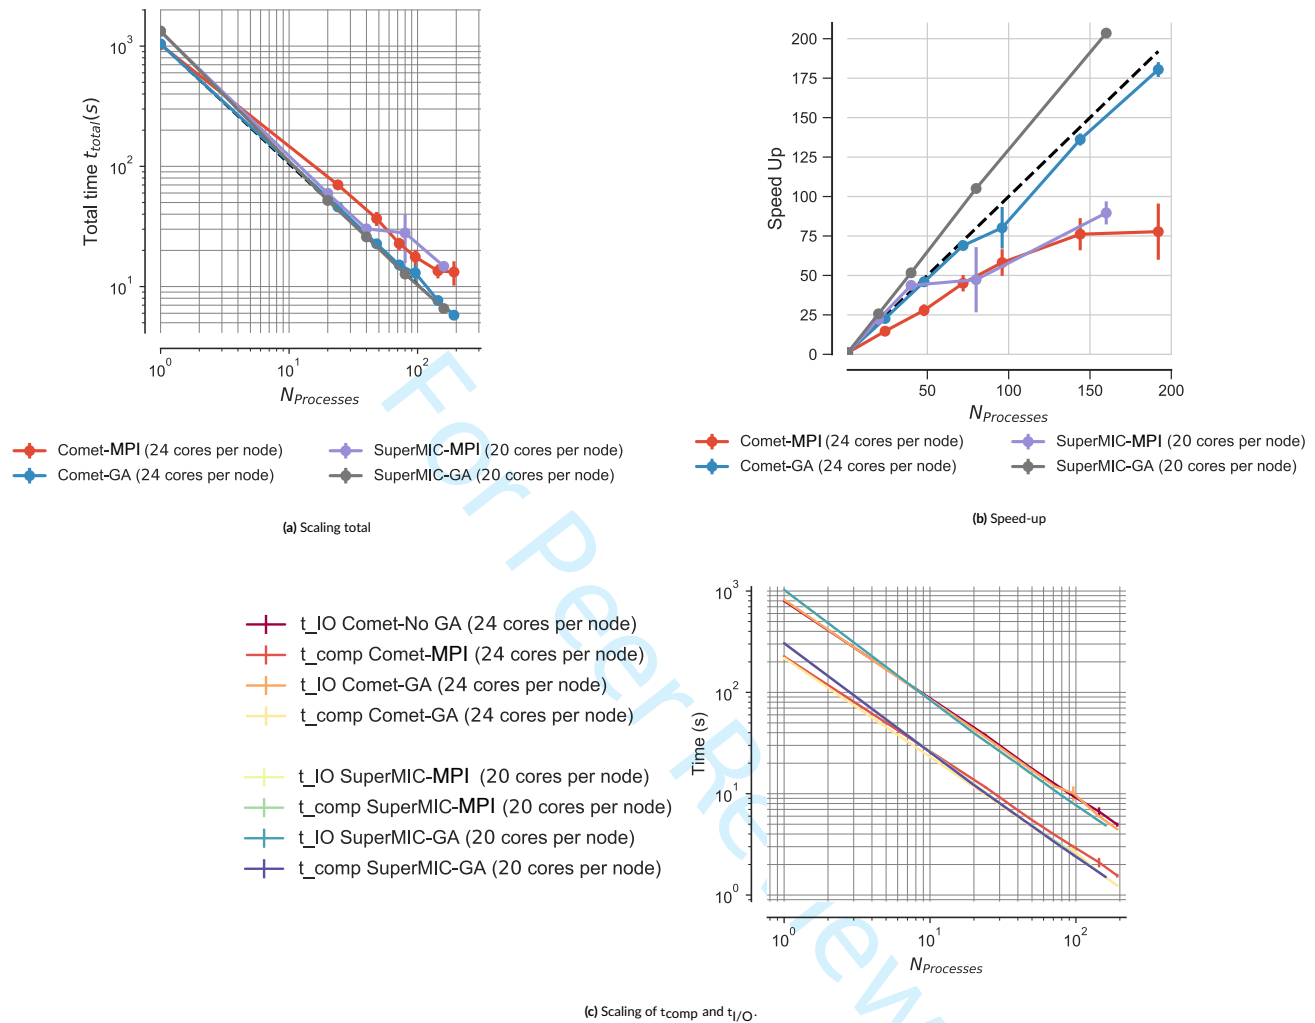 10^3
10^2
10^1
Total time t_total(s)
10^0 10^1 10^2
N_Processes
Comet-MPI (24 cores per node)
Comet-GA (24 cores per node)
SuperMIC-MPI (20 cores per node)
SuperMIC-GA (20 cores per node)
(a) Scaling total
200
175
150
125
100
75
50
25
0
Speed Up
50 100 150 200
N_Processes
Comet-MPI (24 cores per node)
Comet-GA (24 cores per node)
SuperMIC-MPI (20 cores per node)
SuperMIC-GA (20 cores per node)
(b) Speed-up
t_IO Comet-No GA (24 cores per node)
t_comp Comet-MPI (24 cores per node)
t_IO Comet-GA (24 cores per node)
t_comp Comet-GA (24 cores per node)
t_IO SuperMIC-MPI (20 cores per node)
t_comp SuperMIC-MPI (20 cores per node)
t_IO SuperMIC-GA (20 cores per node)
t_comp SuperMIC-GA (20 cores per node)
10^3
10^2
10^1
10^0
Time (s)
10^0 10^1 10^2
N_Processes
(c) Scaling of t_comp and t_I/O.
For Peer Review